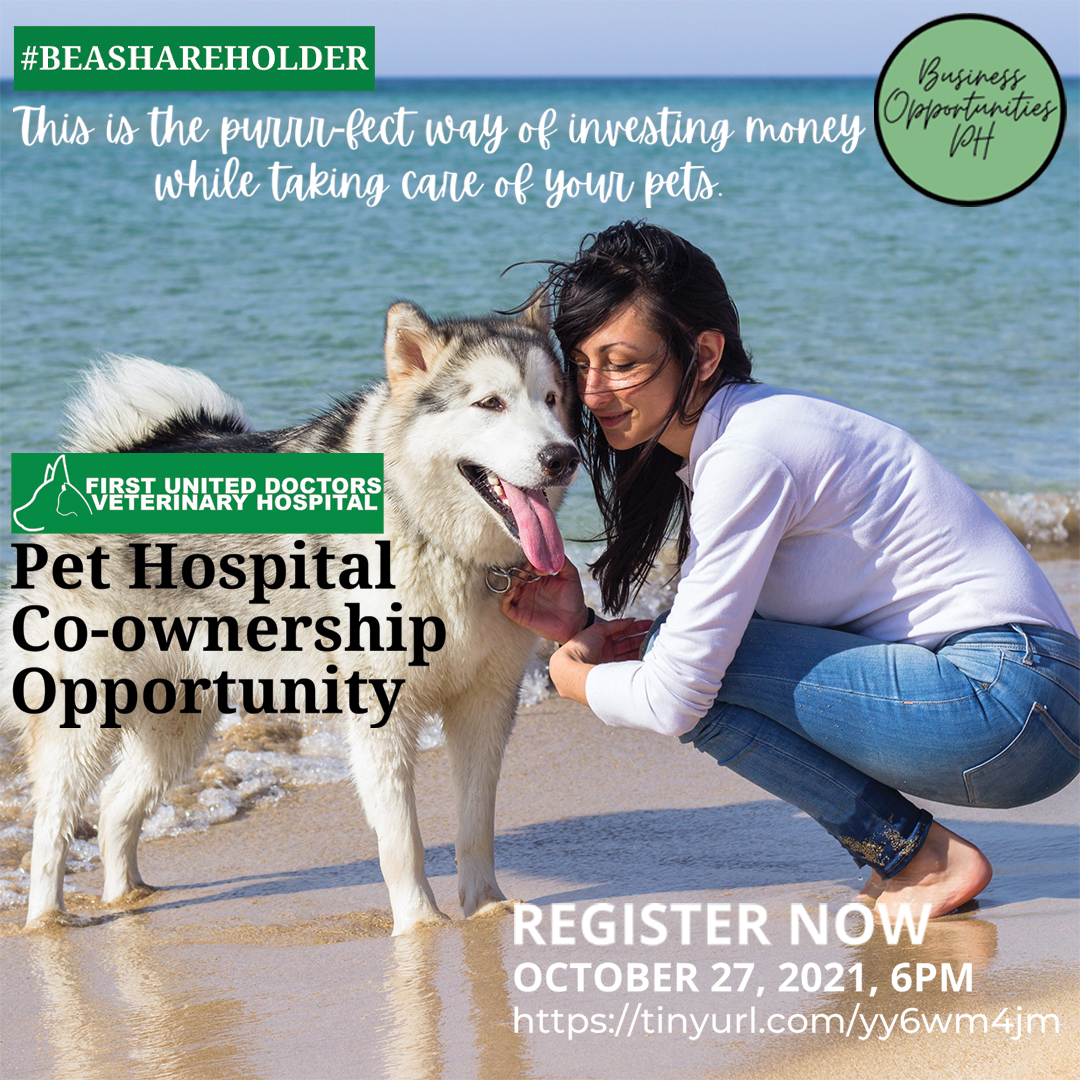 #BEASHAREHOLDER
Business
Opportunities
PH
This is the purrr-fect way of investing money
while taking care of your pets.
FIRST UNITED DOCTORS
VETERINARY HOSPITAL
Pet Hospital
Co-ownership
Opportunity
REGISTER NOW
OCTOBER 27, 2021, 6PM
https://tinyurl.com/yy6wm4jm